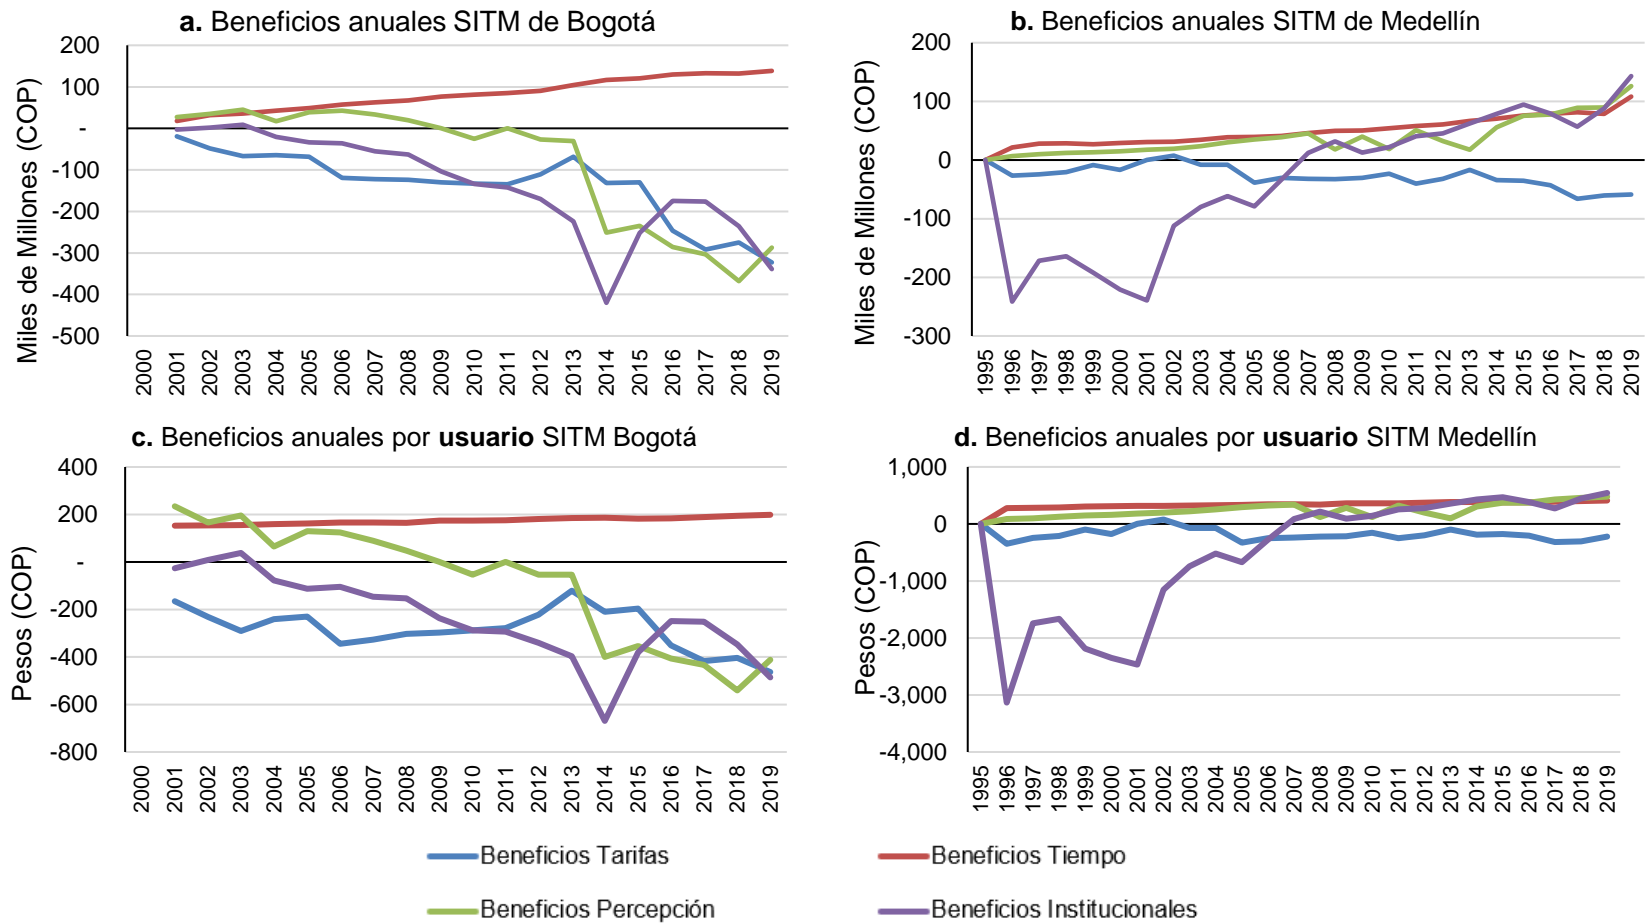 a. Beneficios anuales SITM de Bogotá
Miles de Millones (COP)
200
100
-
-100
-200
-300
-400
-500
2000 2001 2002 2003 2004 2005 2006 2007 2008 2009 2010 2011 2012 2013 2014 2015 2016 2017 2018 2019
b. Beneficios anuales SITM de Medellín
Miles de Millones (COP)
200
100
0
-100
-200
-300
1995 1996 1997 1998 1999 2000 2001 2002 2003 2004 2005 2006 2007 2008 2009 2010 2011 2012 2013 2014 2015 2016 2017 2018 2019
c. Beneficios anuales por usuario SITM Bogotá
Pesos (COP)
400
200
-
-200
-400
-600
-800
2000 2001 2002 2003 2004 2005 2006 2007 2008 2009 2010 2011 2012 2013 2014 2015 2016 2017 2018 2019
d. Beneficios anuales por usuario SITM Medellín
Pesos (COP)
1,000
0
-1,000
-2,000
-3,000
-4,000
1995 1996 1997 1998 1999 2000 2001 2002 2003 2004 2005 2006 2007 2008 2009 2010 2011 2012 2013 2014 2015 2016 2017 2018 2019
Beneficios Tarifas
Beneficios Tiempo
Beneficios Percepción
Beneficios Institucionales